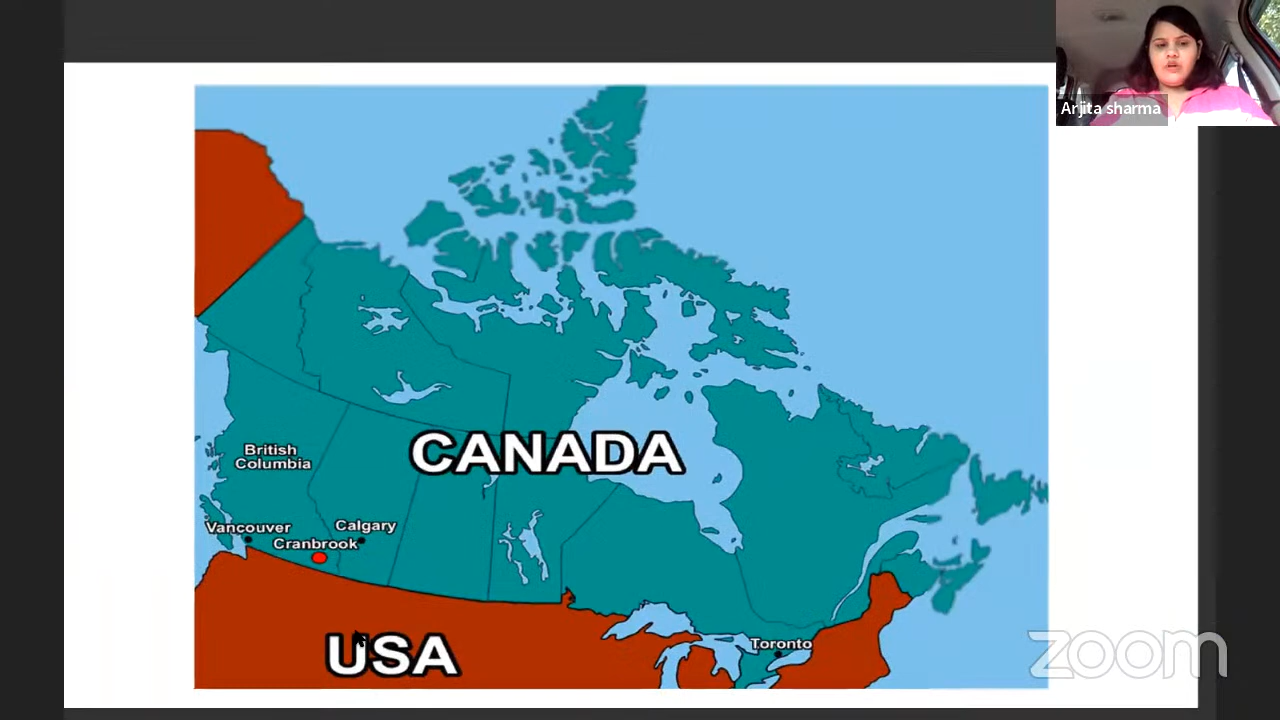 Arjita sharma
CANADA
British
Columbia
Vancouver
Calgary
Cranbrook
USA
Toronto
zoom